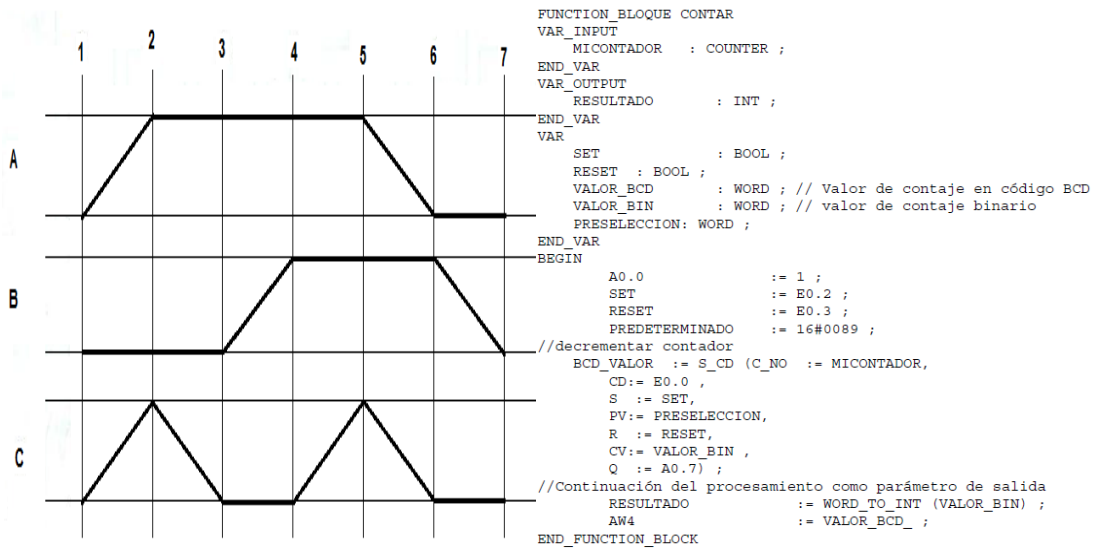 1 2 3 4 5 6 7
A
B
C
FUNCTION_BLOQUE CONTAR
VAR_INPUT
MICONTADOR : COUNTER ;
END_VAR
VAR_OUTPUT
RESULTADO : INT ;
END_VAR
VAR
SET : BOOL ;
RESET : BOOL ;
VALOR_BCD : WORD ; // Valor de contaje en código BCD
VALOR_BIN : WORD ; // valor de contaje binario
PRESELECCION: WORD ;
END_VAR
BEGIN
A0.0 := 1 ;
SET := E0.2 ;
RESET := E0.3 ;
PREDETERMINADO := 16#0089 ;
//decrementar contador
BCD_VALOR := S_CD (C_NO := MICONTADOR,
CD:= E0.0 ,
S := SET,
PV:= PRESELECCION,
R := RESET,
CV:= VALOR_BIN ,
Q := A0.7) ;
//Continuación del procesamiento como parámetro de salida
RESULTADO := WORD_TO_INT (VALOR_BIN) ;
AW4 := VALOR_BCD_ ;
END_FUNCTION_BLOCK